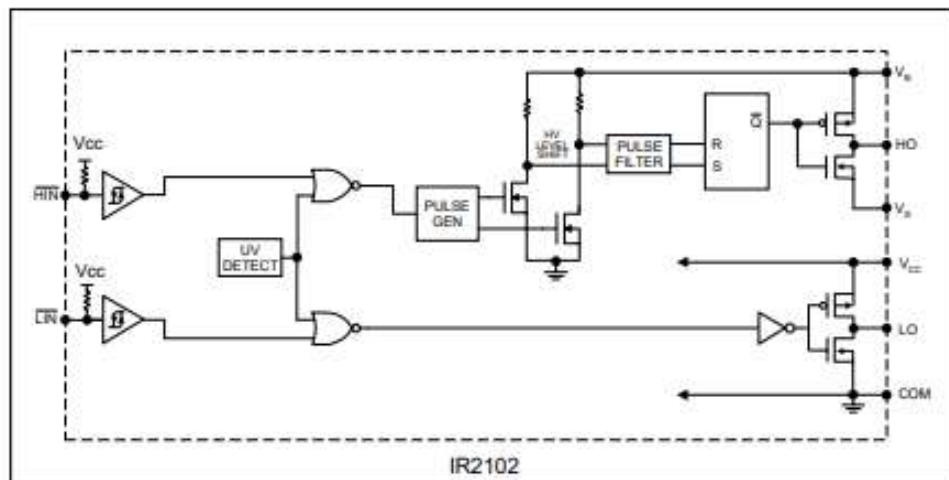 Vcc
HIN
UV
DETECT
Vcc
LIN
PULSE
GEN
HV
LEVEL
SHIFT
PULSE
FILTER
R
S
Q
VB
HO
VS
VCC
LO
COM
IR2102